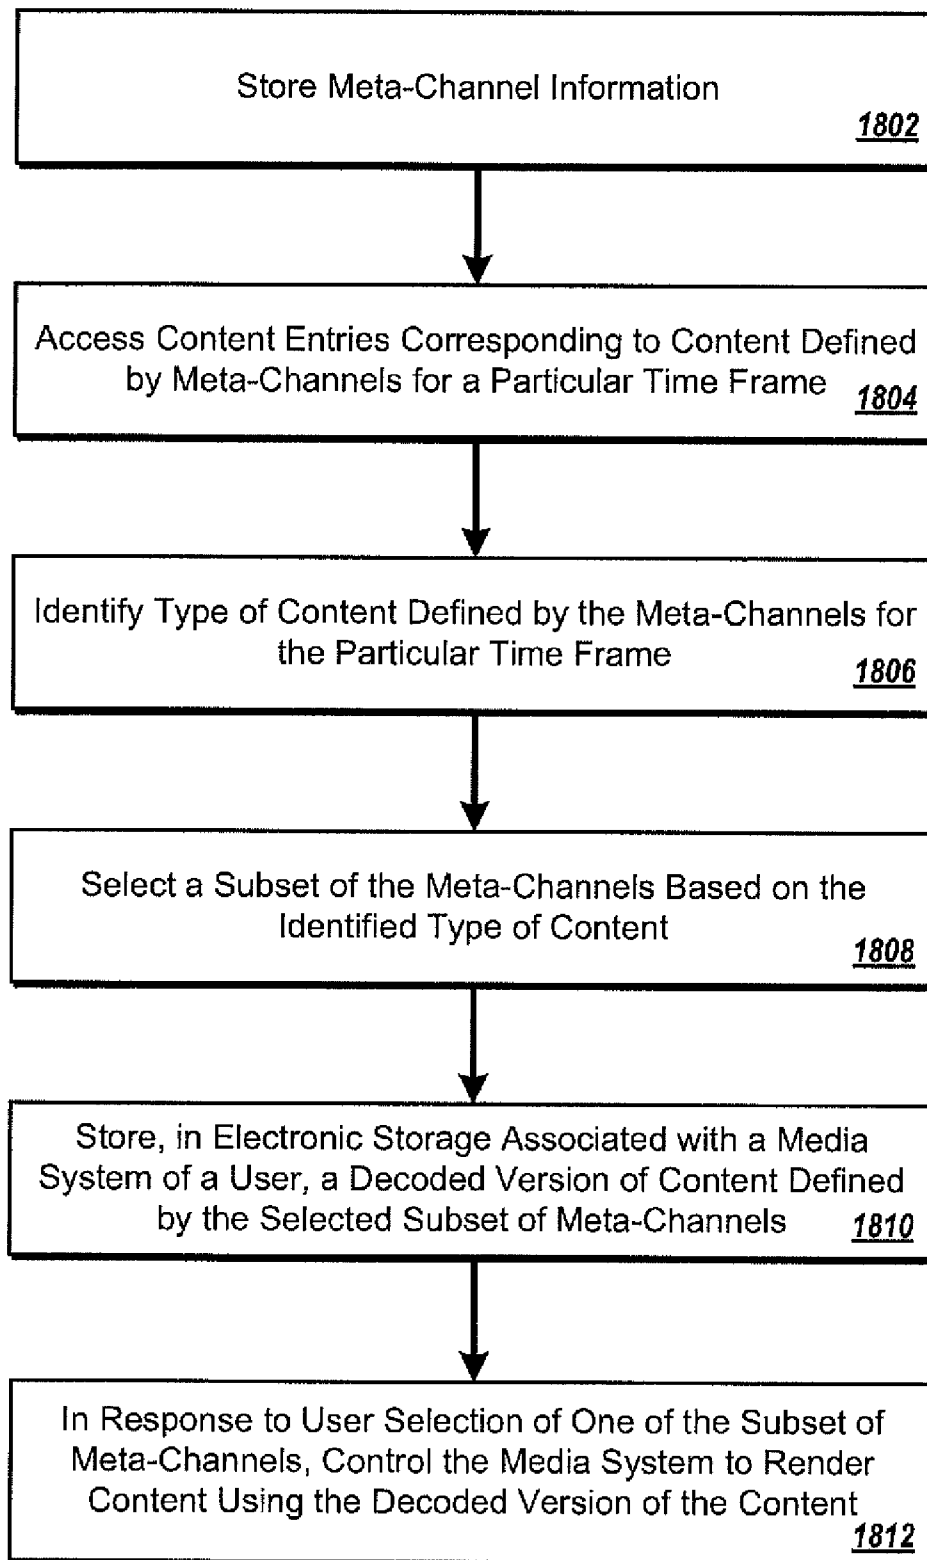 Store Meta-Channel Information
1802
Access Content Entries Corresponding to Content Defined
by Meta-Channels for a Particular Time Frame
1804
Identify Type of Content Defined by the Meta-Channels for
the Particular Time Frame
1806
Select a Subset of the Meta-Channels Based on the
Identified Type of Content
1808
Store, in Electronic Storage Associated with a Media
System of a User, a Decoded Version of Content Defined
by the Selected Subset of Meta-Channels
1810
In Response to User Selection of One of the Subset of
Meta-Channels, Control the Media System to Render
Content Using the Decoded Version of the Content
1812